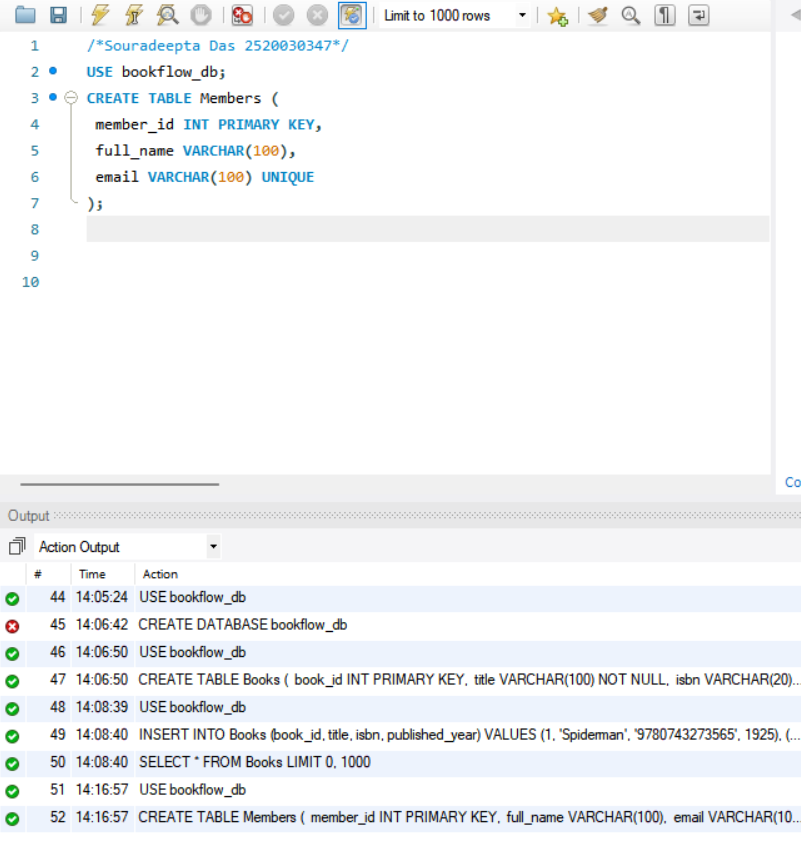 Limit to 1000 rows
1 /*Souradeepta Das 2520030347*/
2 USE bookflow_db;
3 CREATE TABLE Members (
4 member_id INT PRIMARY KEY,
5 full_name VARCHAR(100),
6 email VARCHAR(100) UNIQUE
7 );
8
9
10
Co
Output
Action Output
# Time Action
44 14:05:24 USE bookflow_db
45 14:06:42 CREATE DATABASE bookflow_db
46 14:06:50 USE bookflow_db
47 14:06:50 CREATE TABLE Books ( book_id INT PRIMARY KEY, title VARCHAR(100) NOT NULL, isbn VARCHAR(20)...
48 14:08:39 USE bookflow_db
49 14:08:40 INSERT INTO Books (book_id, title, isbn, published_year) VALUES (1, 'Spiderman', '9780743273565', 1925), (...
50 14:08:40 SELECT * FROM Books LIMIT 0, 1000
51 14:16:57 USE bookflow_db
52 14:16:57 CREATE TABLE Members ( member_id INT PRIMARY KEY, full_name VARCHAR(100), email VARCHAR(10...